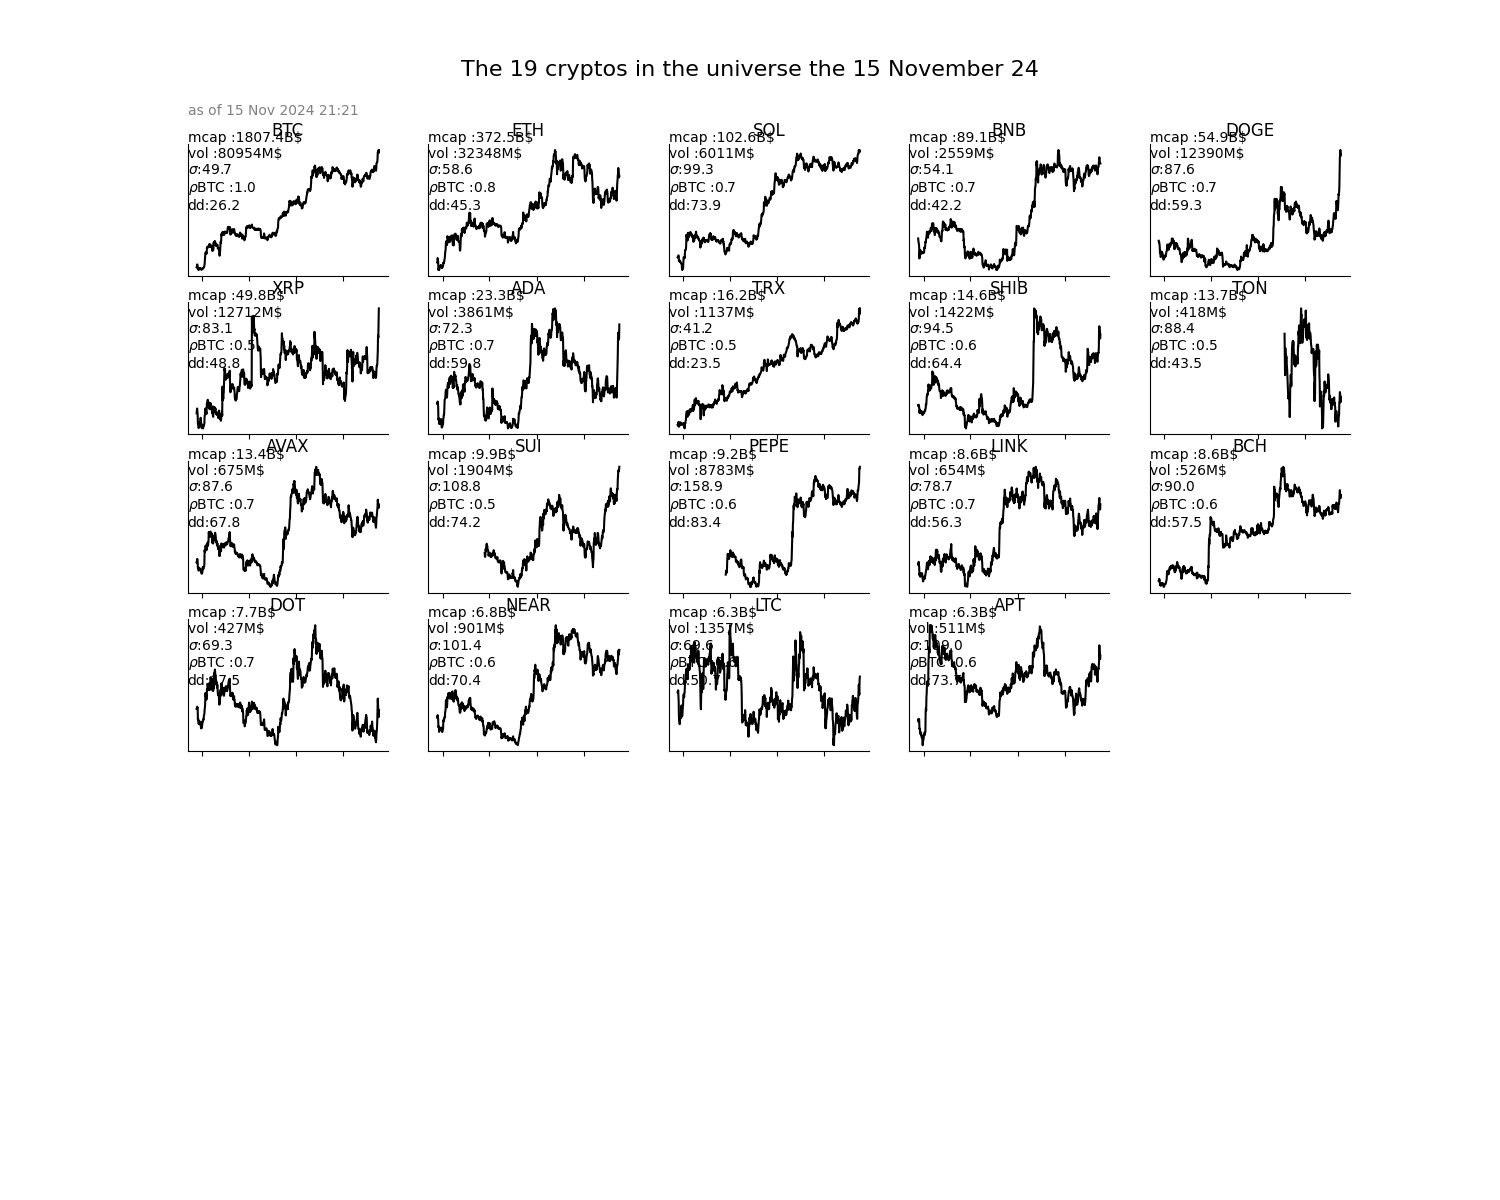 The 19 cryptos in the universe the 15 November 24
as of 15 Nov 2024 21:21
BTC
mcap :1807.4B$
vol :80954M$
σ:49.7
ρBTC :1.0
dd:26.2
ETH
mcap :372.5B$
vol :32348M$
σ:58.6
ρBTC :0.8
dd:45.3
SOL
mcap :102.6B$
vol :6011M$
σ:99.3
ρBTC :0.7
dd:73.9
BNB
mcap :89.1B$
vol :2559M$
σ:54.1
ρBTC :0.7
dd:42.2
DOGE
mcap :54.9B$
vol :12390M$
σ:87.6
ρBTC :0.7
dd:59.3
XRP
mcap :49.8B$
vol :12712M$
σ:83.1
ρBTC :0.5
dd:48.8
ADA
mcap :23.3B$
vol :3861M$
σ:72.3
ρBTC :0.7
dd:59.8
TRX
mcap :16.2B$
vol :1137M$
σ:41.2
ρBTC :0.5
dd:23.5
SHIB
mcap :14.6B$
vol :1422M$
σ:94.5
ρBTC :0.6
dd:64.4
TON
mcap :13.7B$
vol :418M$
σ:88.4
ρBTC :0.5
dd:43.5
AVAX
mcap :13.4B$
vol :675M$
σ:87.6
ρBTC :0.7
dd:67.8
SUI
mcap :9.9B$
vol :1904M$
σ:108.8
ρBTC :0.5
dd:74.2
PEPE
mcap :9.2B$
vol :8783M$
σ:158.9
ρBTC :0.6
dd:83.4
LINK
mcap :8.6B$
vol :654M$
σ:78.7
ρBTC :0.7
dd:56.3
BCH
mcap :8.6B$
vol :526M$
σ:90.0
ρBTC :0.6
dd:57.5
DOT
mcap :7.7B$
vol :427M$
σ:69.3
ρBTC :0.7
NEAR
mcap :6.8B$
vol :901M$
σ:101.4
ρBTC :0.6
dd:70.4
LTC
mcap :6.3B$
vol :1357M$
σ:69.6
APT
mcap :6.3B$
vol :511M$
ρBTC :0.6